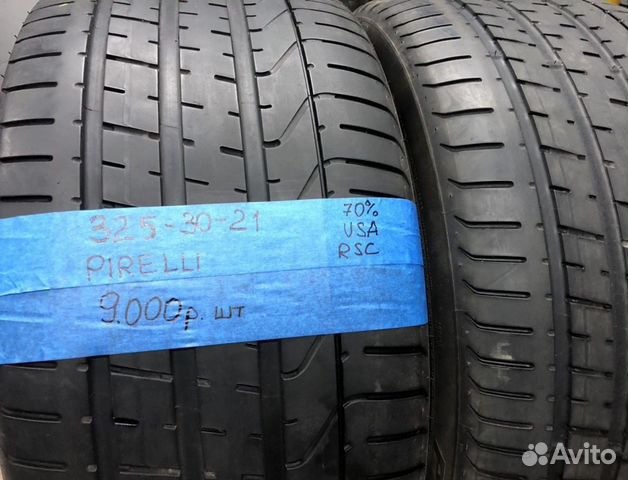 325-30-21
PIRELLI
9.000р. шт
70%
USA
RSC
Avito